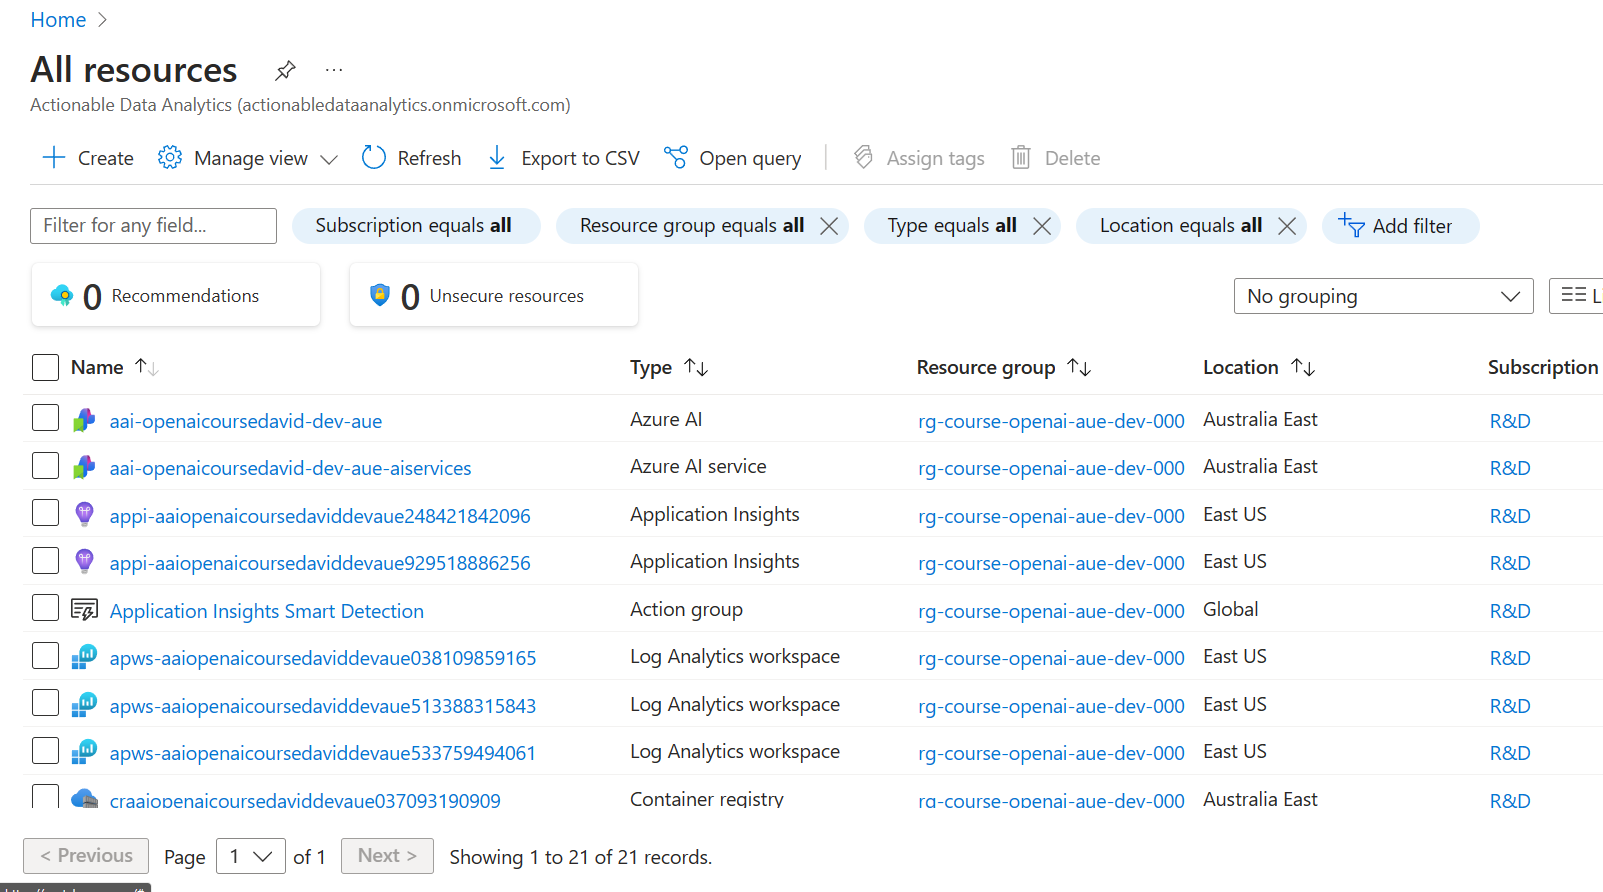 Home
All resources
Actionable Data Analytics (actionabledataanalytics.onmicrosoft.com)
Create Manage view Refresh Export to CSV Open query Assign tags Delete
Filter for any field... Subscription equals all Resource group equals all Type equals all Location equals all Add filter
0 Recommendations 0 Unsecure resources No grouping
Name Type Resource group Location Subscription
aai-openaicoursedavid-dev-aue Azure AI rg-course-openai-aue-dev-000 Australia East R&D
aai-openaicoursedavid-dev-aue-aiservices Azure AI service rg-course-openai-aue-dev-000 Australia East R&D
appi-aaiopenaicoursedaviddevaue248421842096 Application Insights rg-course-openai-aue-dev-000 East US R&D
appi-aaiopenaicoursedaviddevaue929518886256 Application Insights rg-course-openai-aue-dev-000 East US R&D
Application Insights Smart Detection Action group rg-course-openai-aue-dev-000 Global R&D
apws-aaiopenaicoursedaviddevaue038109859165 Log Analytics workspace rg-course-openai-aue-dev-000 East US R&D
apws-aaiopenaicoursedaviddevaue513388315843 Log Analytics workspace rg-course-openai-aue-dev-000 East US R&D
apws-aaiopenaicoursedaviddevaue533759494061 Log Analytics workspace rg-course-openai-aue-dev-000 East US R&D
craaiopenaicoursedaviddevaue037093190909 Container registry rg-course-openai-aue-dev-000 Australia East R&D
< Previous Page 1 of 1 Next > Showing 1 to 21 of 21 records.